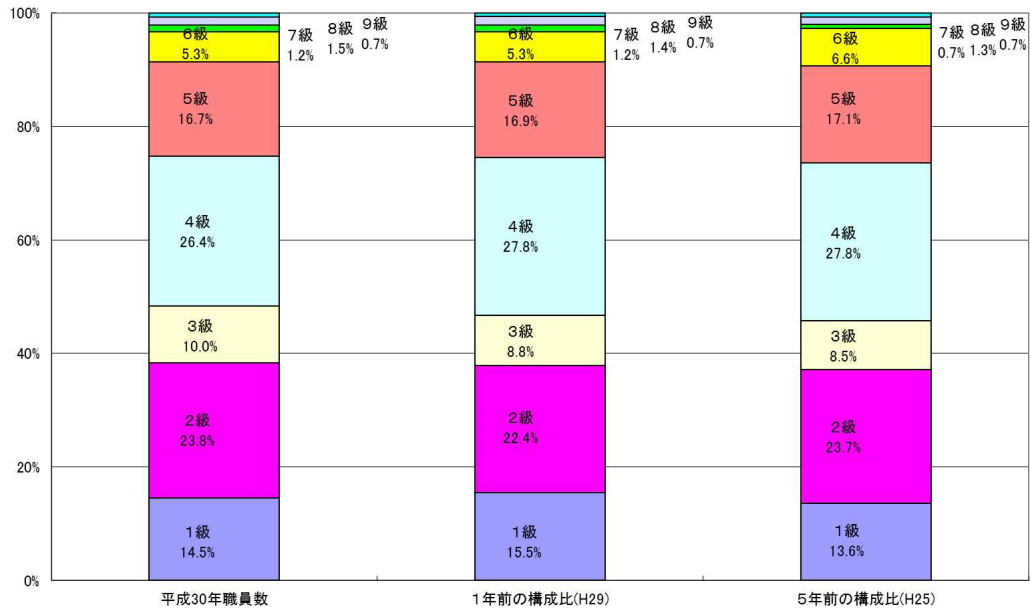 100%
80%
60%
40%
20%
0%
6級
5.3%
7級
1.2%
8級
1.5%
9級
0.7%
5級
16.7%
4級
26.4%
3級
10.0%
2級
23.8%
1級
14.5%
平成30年職員数
6級
5.3%
7級
1.2%
8級
1.4%
9級
0.7%
5級
16.9%
4級
27.8%
3級
8.8%
2級
22.4%
1級
15.5%
1年前の構成比(H29)
6級
6.6%
7級
0.7%
8級
1.3%
9級
0.7%
5級
17.1%
4級
27.8%
3級
8.5%
2級
23.7%
1級
13.6%
5年前の構成比(H25)